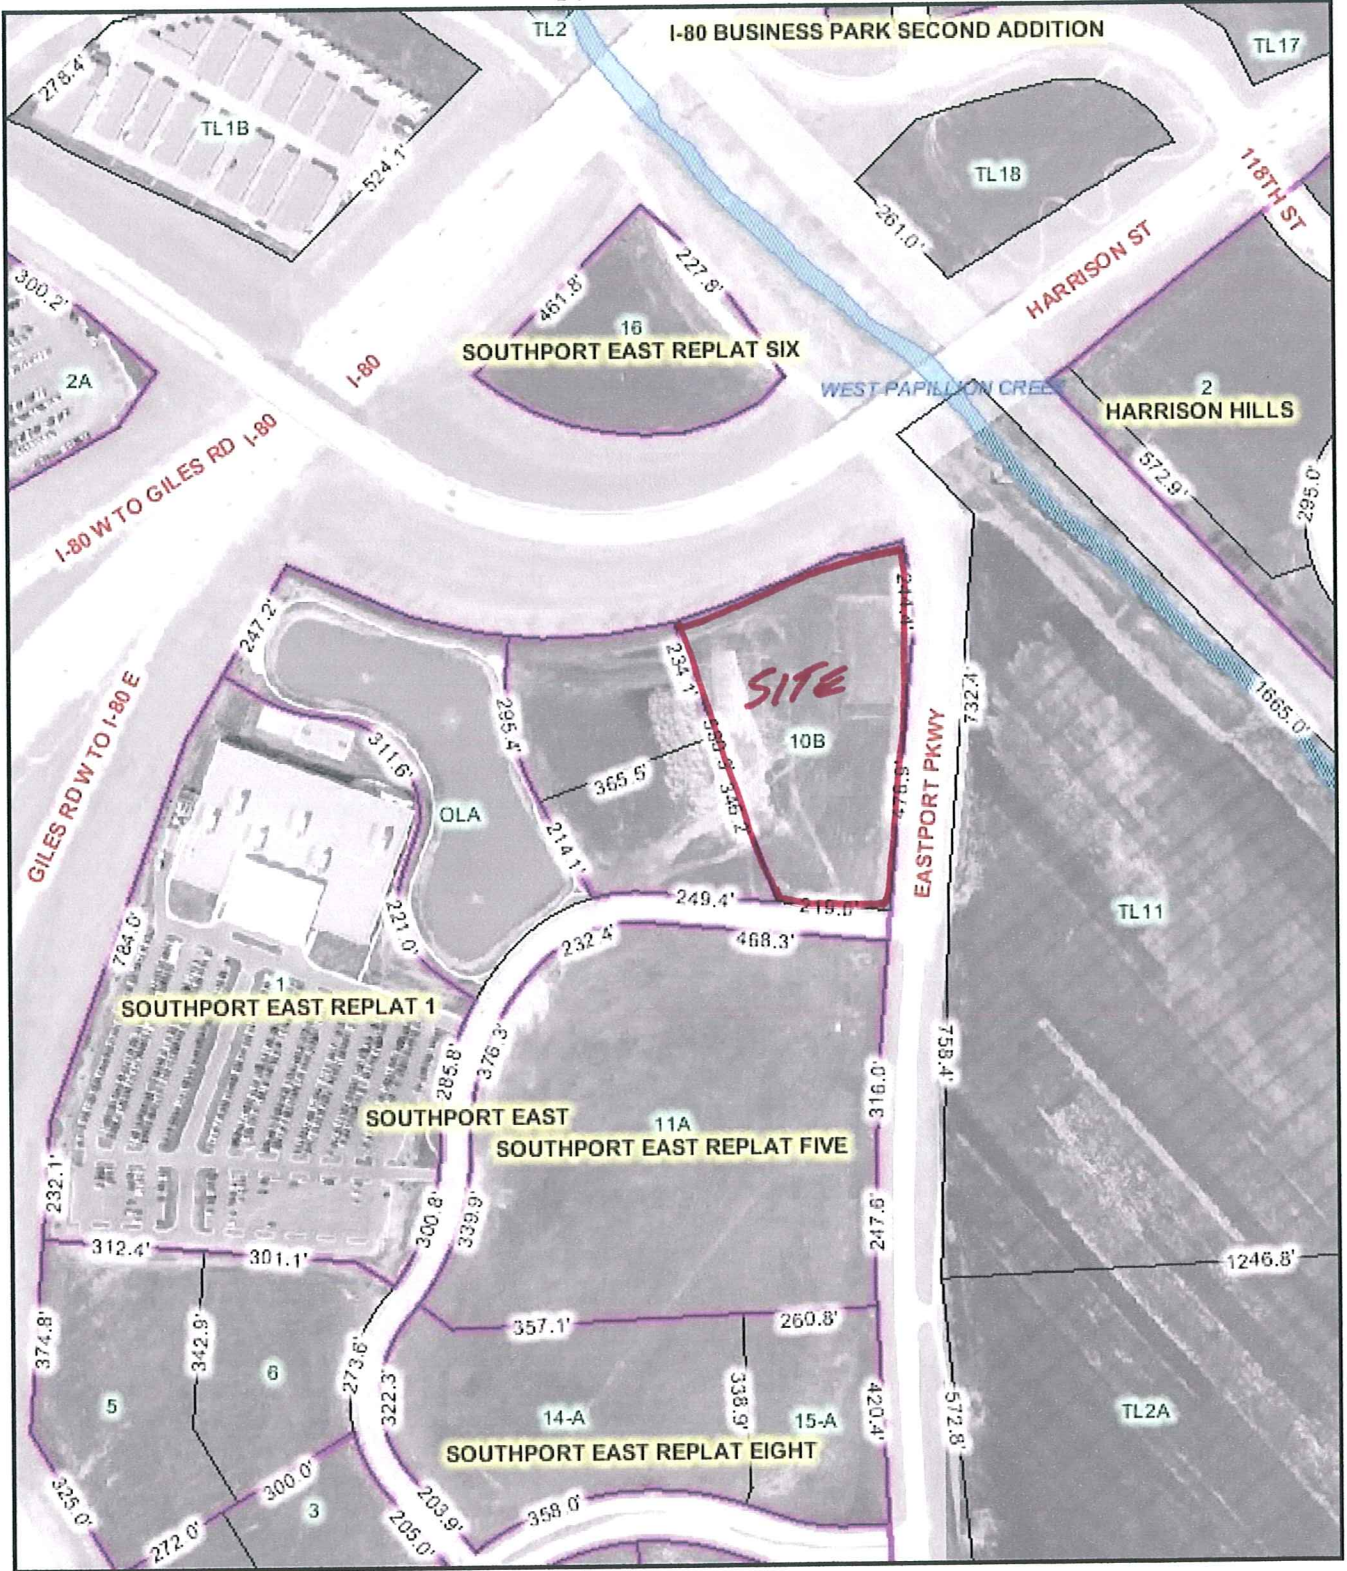 TL2
I-80 BUSINESS PARK SECOND ADDITION
TL17
278.4'
TL1B
524.1'
TL18
118TH ST
261.0'
HARRISON ST
227.8'
461.8'
300.2'
16
SOUTHPORT EAST REPLAT SIX
I-80
2A
WEST PAPILLION CREEK
2
HARRISON HILLS
I-80
I-80 W TO GILES RD
572.9'
295.0'
247.2'
244.4'
234.1'
SITE
732.4'
1665.0'
GILES RD W TO I-80 E
295.4'
311.6'
10B
365.5'
346.2'
478.9'
EASTPORT PKWY
OLA
214.1'
249.4'
219.0'
TL11
221.0'
232.4'
468.3'
784.0'
1
SOUTHPORT EAST REPLAT 1
376.3'
285.8'
758.4'
316.0'
SOUTHPORT EAST
11A
SOUTHPORT EAST REPLAT FIVE
232.1'
300.8'
339.9'
247.6'
312.4'
301.1'
1246.8'
357.1'
260.8'
374.8'
342.9'
273.6'
6
322.3'
338.9'
420.4'
572.8'
5
14-A
15-A
TL2A
SOUTHPORT EAST REPLAT EIGHT
325.0'
300.0'
3
203.9'
358.0'
272.0'
205.0'